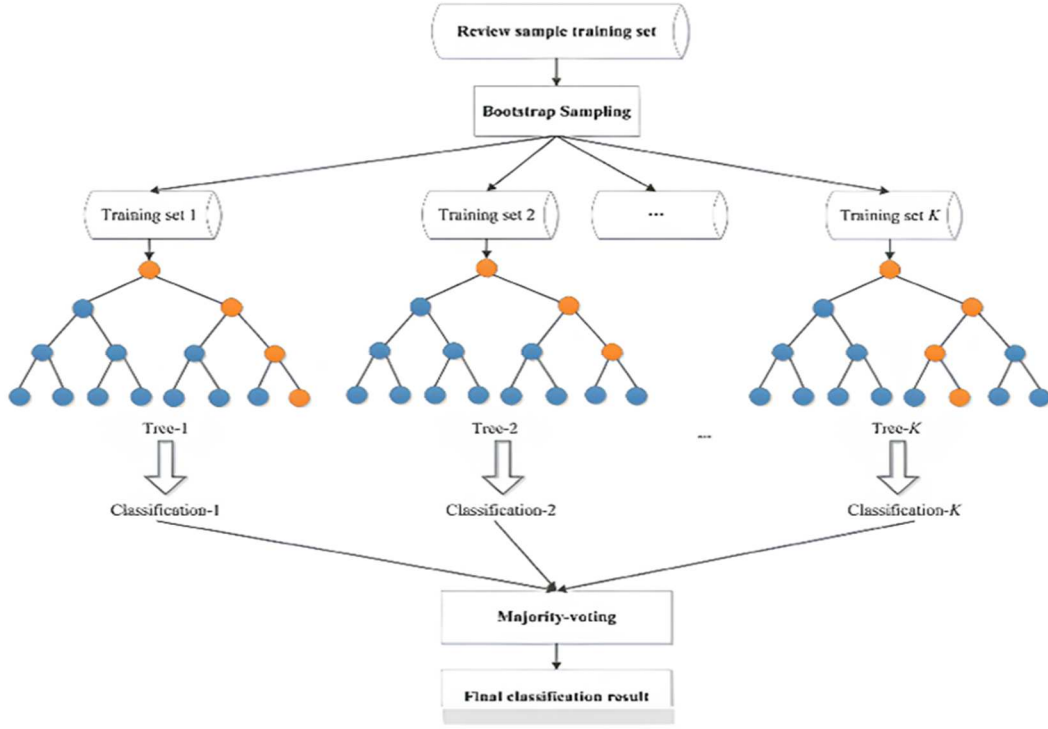 Review sample training set
Bootstrap Sampling
Training set 1
Training set 2
...
Training set K
Tree-1
Tree-2
...
Tree-K
Classification-1
Classification-2
Classification-K
Majority-voting
Final classification result